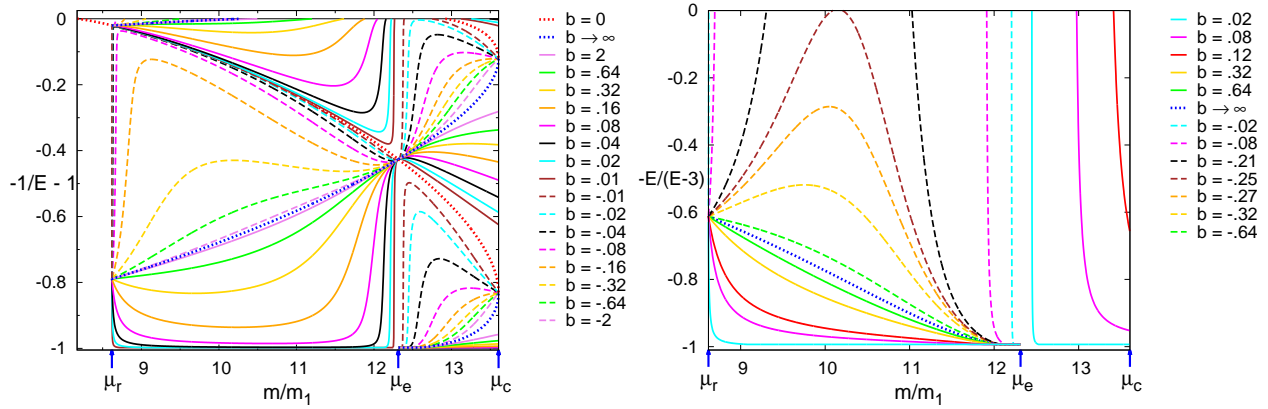 0
-0.2
-0.4
-1/E - 1
-0.6
-0.8
-1
9
10
11
12
13
μr
μe
μc
m/m1
b = 0
b → ∞
b = 2
b = .64
b = .32
b = .16
b = .08
b = .04
b = .02
b = .01
b = -.01
b = -.02
b = -.04
b = -.08
b = -.16
b = -.32
b = -.64
b = -2
0
-0.2
-0.4
-E/(E-3)
-0.6
-0.8
-1
9
10
11
12
13
μr
μe
μc
m/m1
b = .02
b = .08
b = .12
b = .32
b = .64
b → ∞
b = -.02
b = -.08
b = -.21
b = -.25
b = -.27
b = -.32
b = -.64